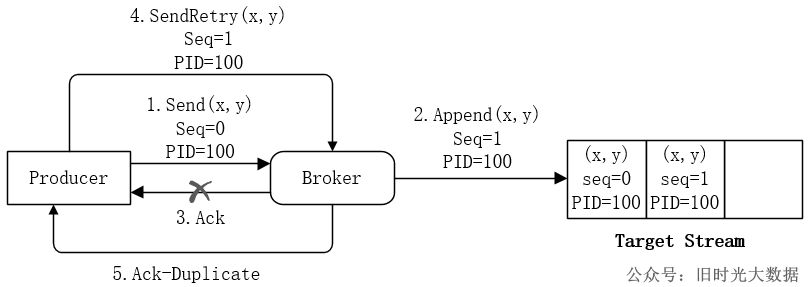 4.SendRetry(x,y)
Seq=1
PID=100
1.Send(x,y)
Seq=0
PID=100
2.Append(x,y)
Seq=1
PID=100
Producer
Broker
3.Ack
(x,y)
seq=0
PID=100
(x,y)
seq=1
PID=100
Target Stream
5.Ack-Duplicate
公众号：旧时光大数据